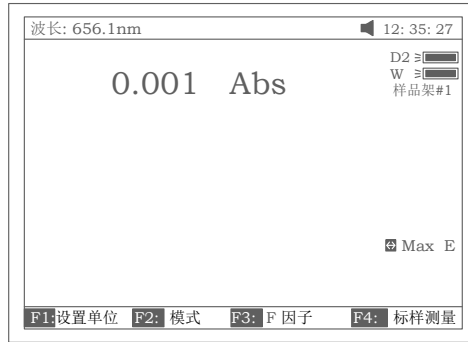 波长: 656.1nm 12: 35: 27
D2
0.001 Abs
W
样品架#1
Max E
F1:设置单位 F2: 模式 F3: F 因子 F4: 标样测量